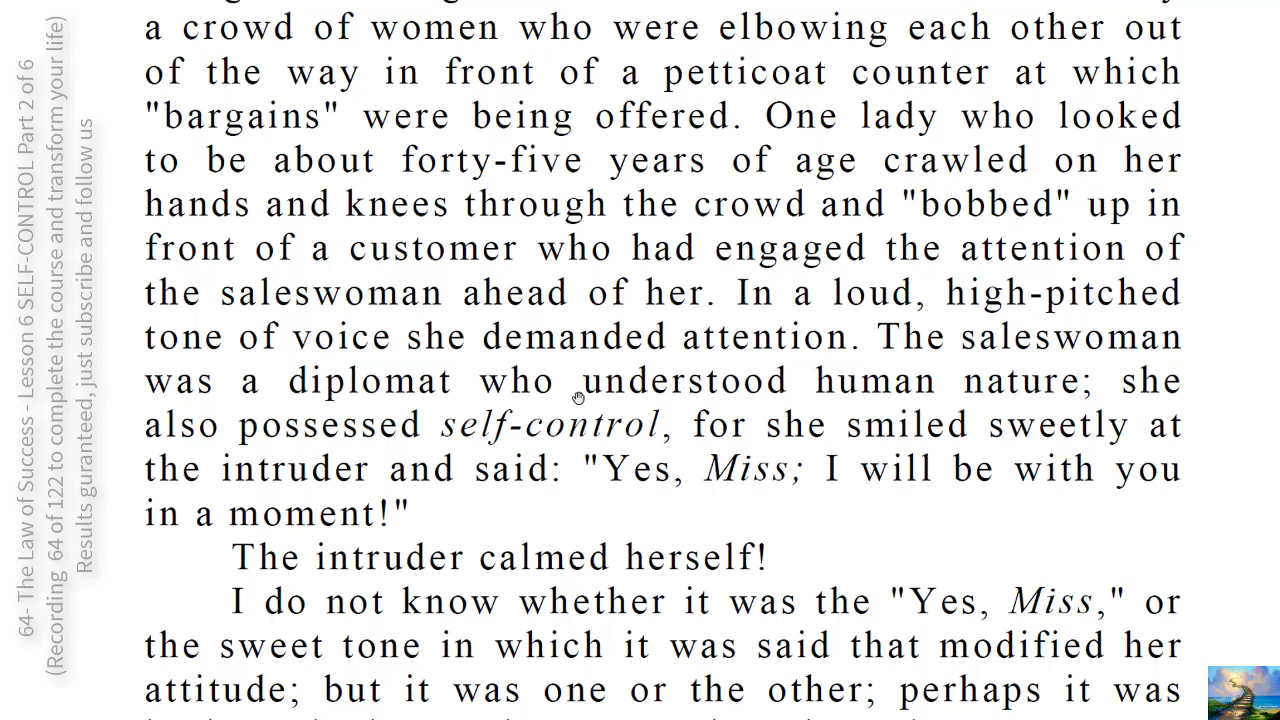 a crowd of women who were elbowing each other out
of the way in front of a petticoat counter at which
"bargains" were being offered. One lady who looked
to be about forty-five years of age crawled on her
hands and knees through the crowd and "bobbed" up in
front of a customer who had engaged the attention of
the saleswoman ahead of her. In a loud, high-pitched
tone of voice she demanded attention. The saleswoman
was a diplomat who understood human nature; she
also possessed self-control, for she smiled sweetly at
the intruder and said: "Yes, Miss; I will be with you
in a moment!"
The intruder calmed herself!
I do not know whether it was the "Yes, Miss," or
the sweet tone in which it was said that modified her
attitude; but it was one or the other; perhaps it was
64- The Law of Success - Lesson 6 SELF-CONTROL Part 2 of 6
(Recording 64 of 122 to complete the course and transform your life)
Results guranteed, just subscribe and follow us